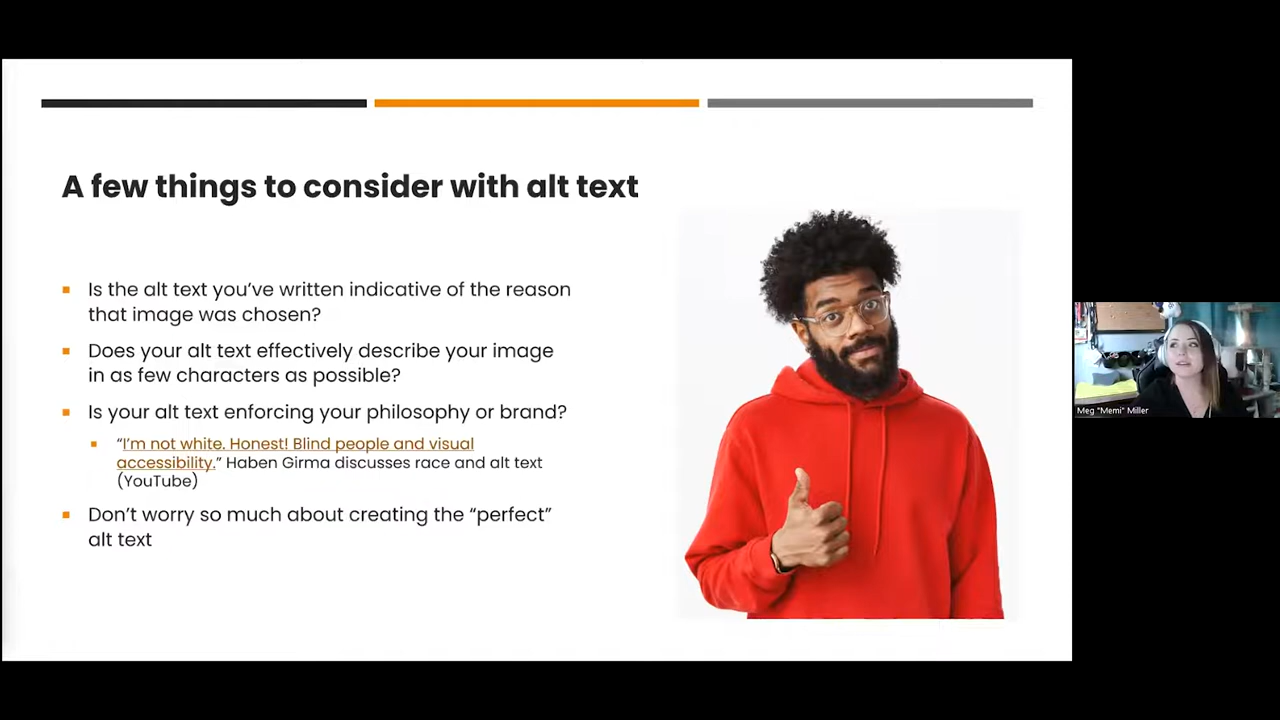 A few things to consider with alt text
Is the alt text you’ve written indicative of the reason
that image was chosen?
Does your alt text effectively describe your image
in as few characters as possible?
Is your alt text enforcing your philosophy or brand?
“I’m not white. Honest! Blind people and visual
accessibility.” Haben Girma discusses race and alt text
(YouTube)
Don’t worry so much about creating the “perfect”
alt text
Meg "Memi" Miller